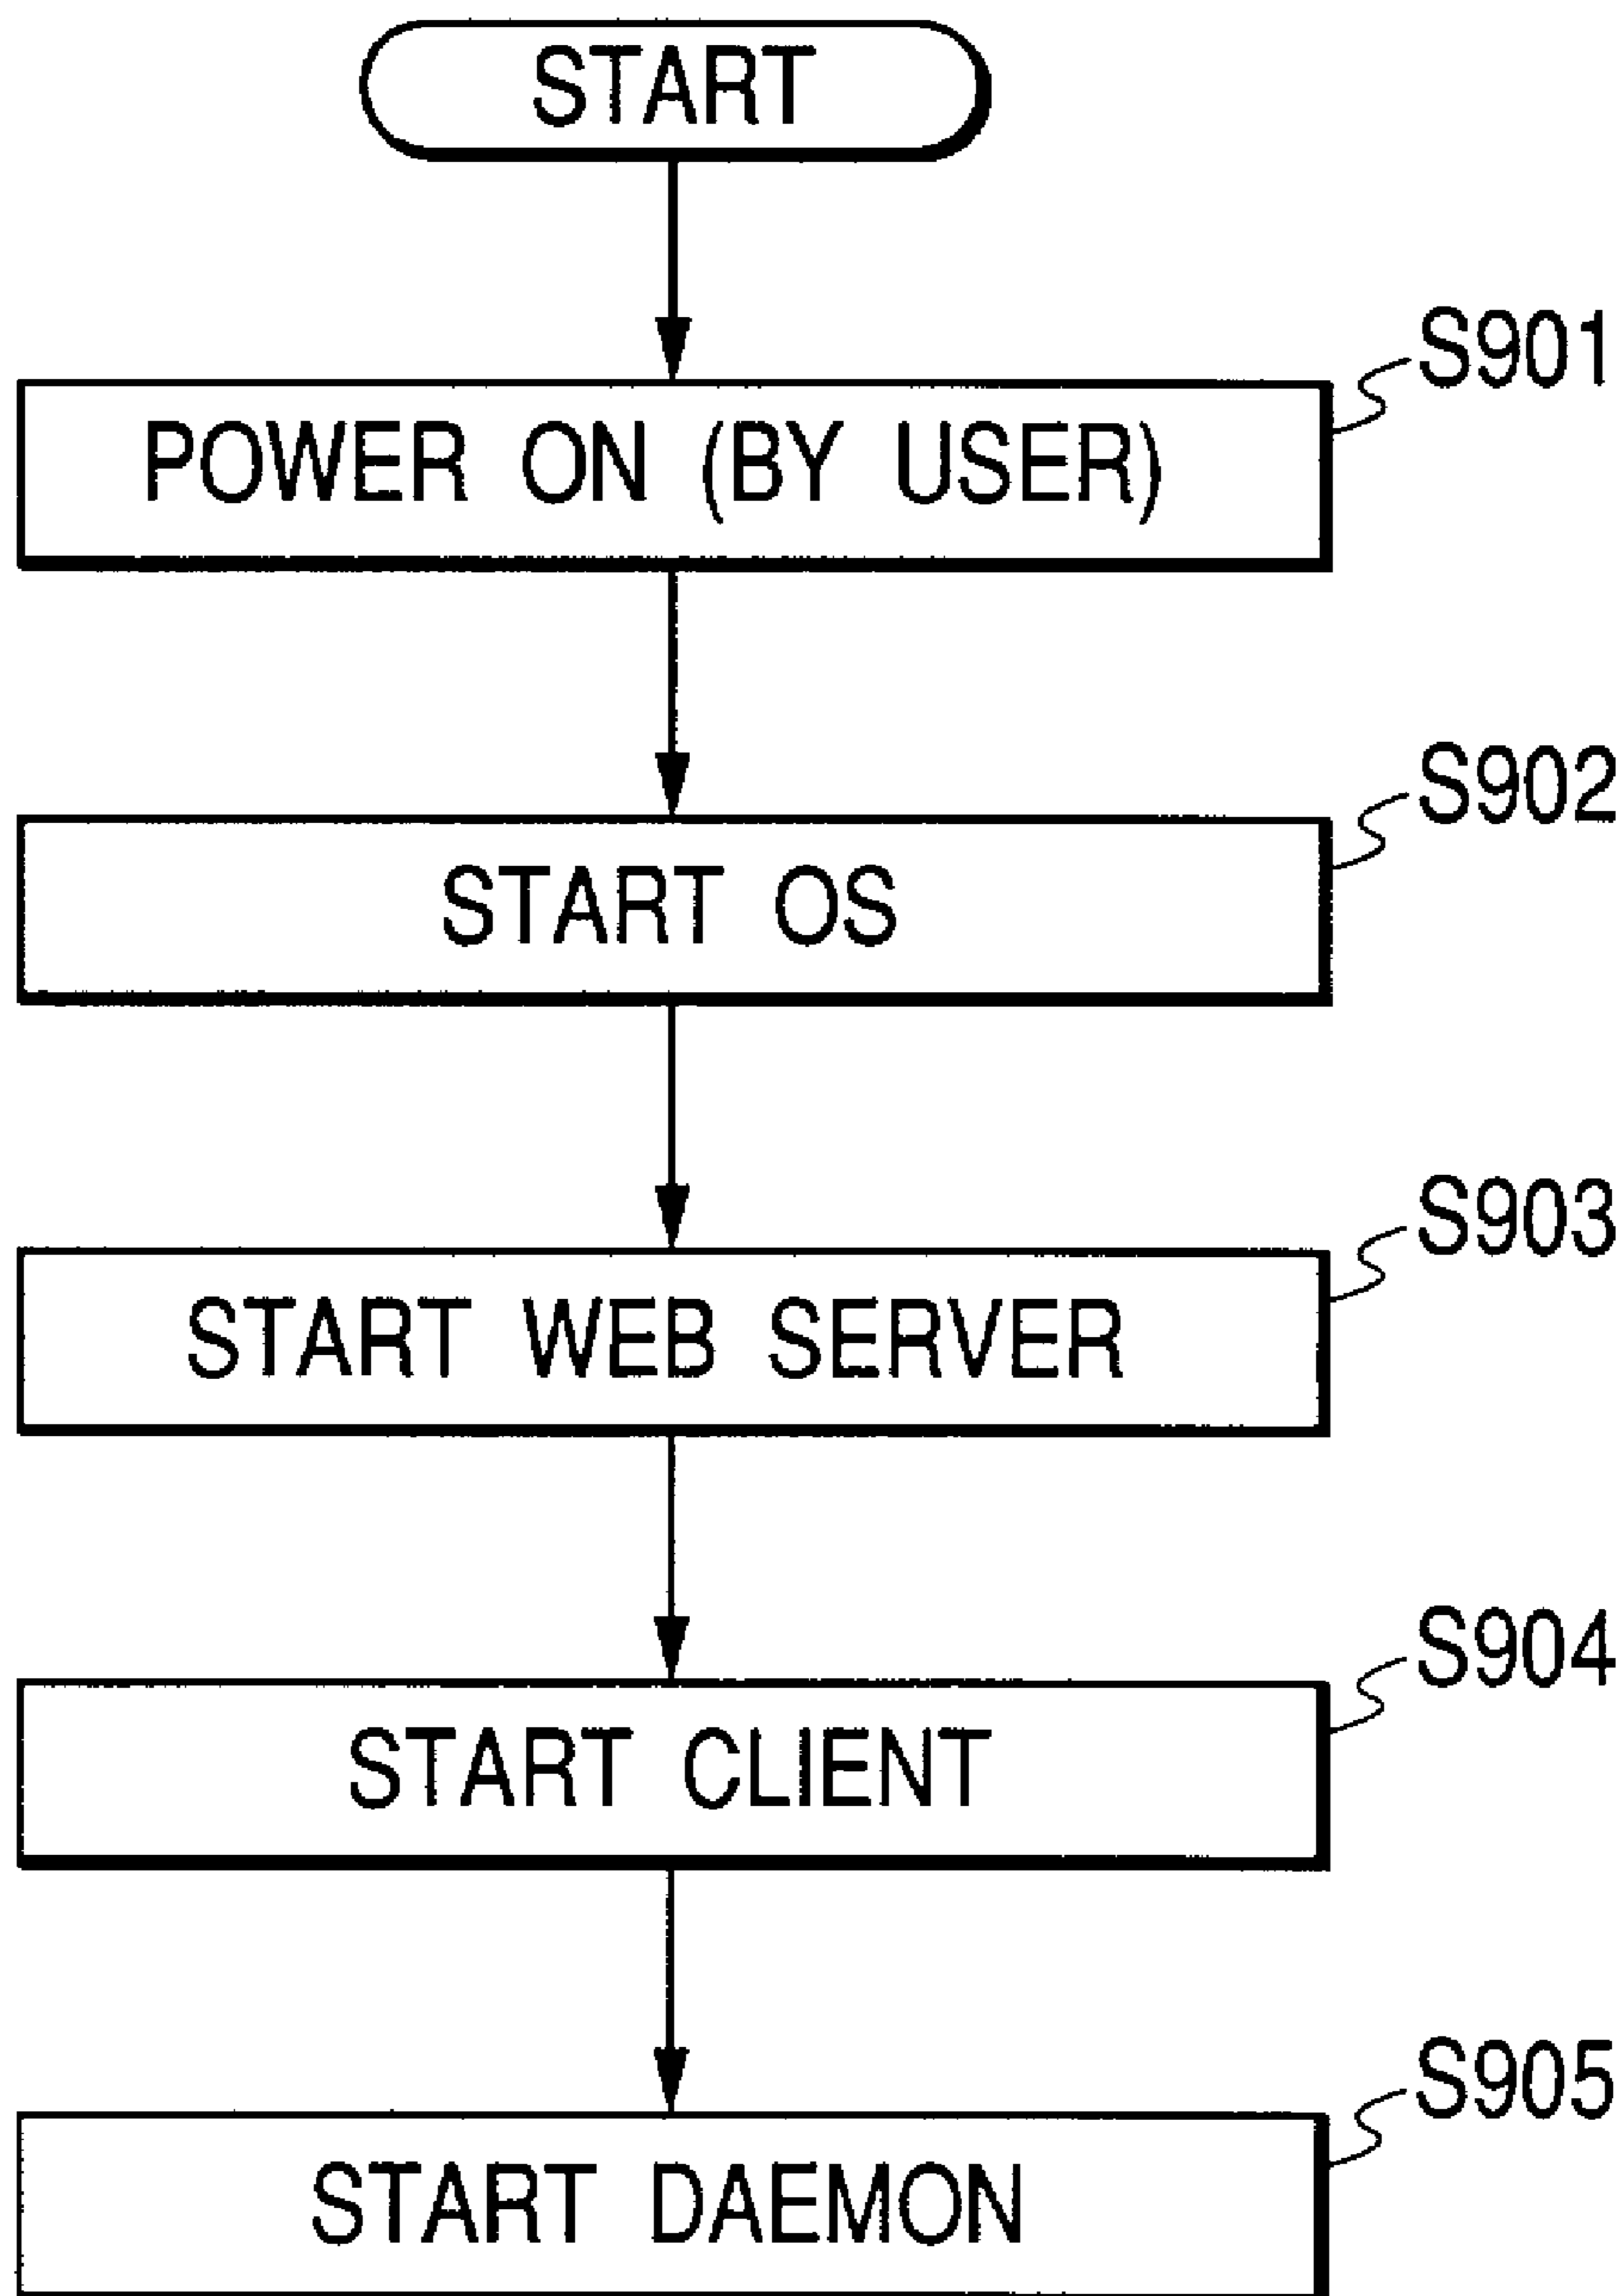 START
S901
POWER ON (BY USER)
S902
START OS
S903
START WEB SERVER
S904
START CLIENT
S905
START DAEMON